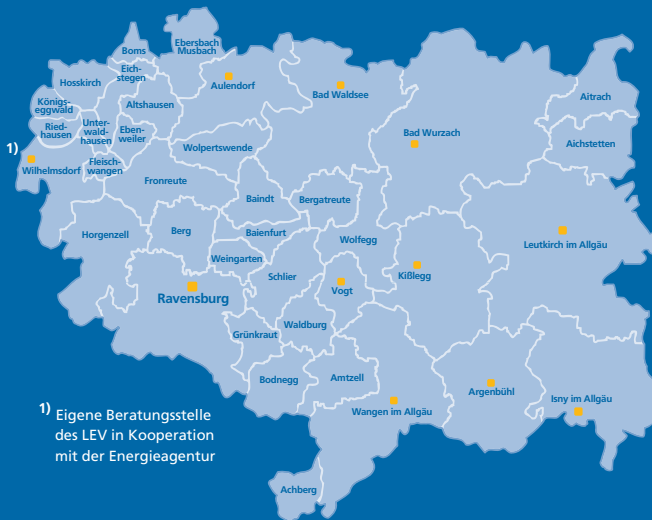 Ebersbach
Musbach
Boms
Eich-
stegen
Aulendorf
Hosskirch
Bad Waldsee
Aitrach
Altshausen
Königs-
eggwald
Ried-
hausen
Unter-
wald-
hausen
Eben-
weiler
Bad Wurzach
Aichstetten
1)
Wolpertswende
Wilhelmsdorf
Fleisch-
wangen
Fronreute
Baindt
Bergatreute
Horgenzell
Berg
Baienfurt
Wolfegg
Leutkirch im Allgäu
Weingarten
Schlier
Kißlegg
Vogt
Ravensburg
Waldburg
Grünkraut
Bodnegg
Amtzell
Argenbühl
Isny im Allgäu
Wangen im Allgäu
1) Eigene Beratungsstelle
des LEV in Kooperation
mit der Energieagentur
Achberg